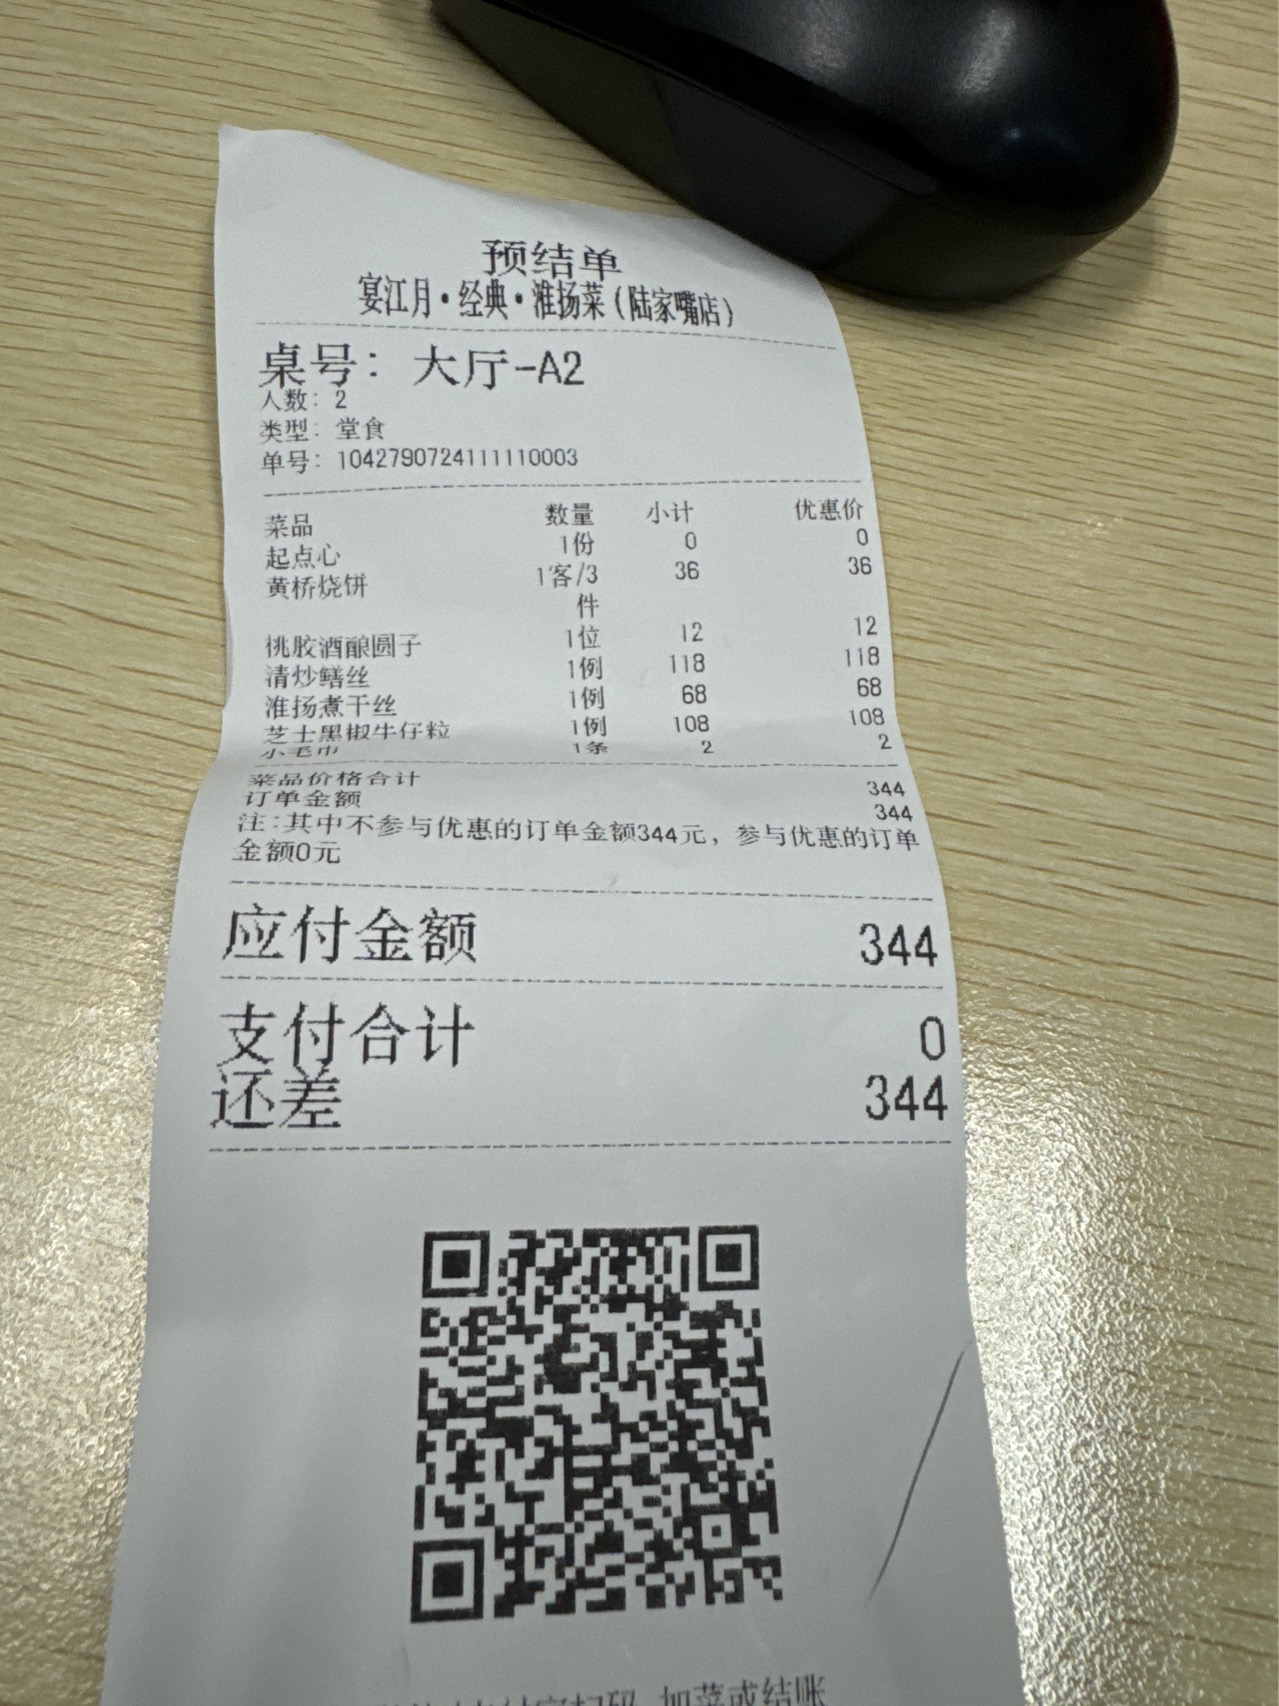 预结单
宴江月·经典·淮扬菜(陆家嘴店)
桌号: 大厅-A2
人数: 2
类型: 堂食
单号: 104279072411110003
菜品 数量 小计 优惠价
起点心 1份 0 0
黄桥烧饼 1客/3件 36 36
桃胶酒酿圆子 1位 12 12
清炒鳝丝 1例 118 118
淮扬煮干丝 1例 68 68
芝士黑椒牛仔粒 1例 108 108
小毛巾 1条 2 2
菜品价格合计 344
订单金额 344
注:其中不参与优惠的订单金额344元, 参与优惠的订单
金额0元
应付金额 344
支付合计 0
还差 344
扫码 加菜或结账